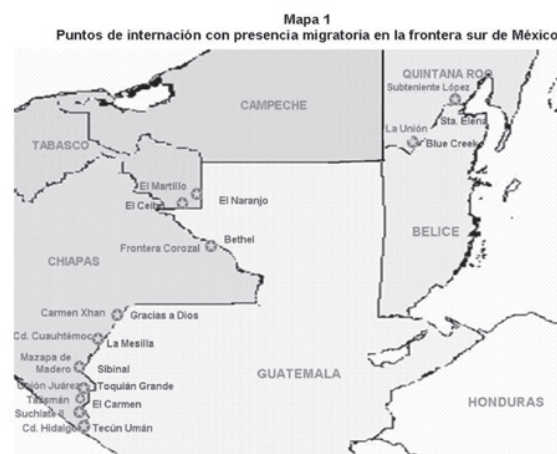 Mapa 1
Puntos de internación con presencia migratoria en la frontera sur de México
QUINTANA ROO
Subteniente López
CAMPECHE
Sta. Elena
TABASCO
La Unión
Blue Creek
El Martillo
El Ceibo
El Naranjo
BELICE
Frontera Corozal
Bethel
CHIAPAS
Carmen Xhan
Gracias a Dios
Cd. Cuauhtémoc
La Mesilla
Mazapa de
Madero
Sibinal
GUATEMALA
Unión Juárez
Toquián Grande
Talismán
El Carmen
HONDURAS
Suchiate II
Cd. Hidalgo
Tecún Umán